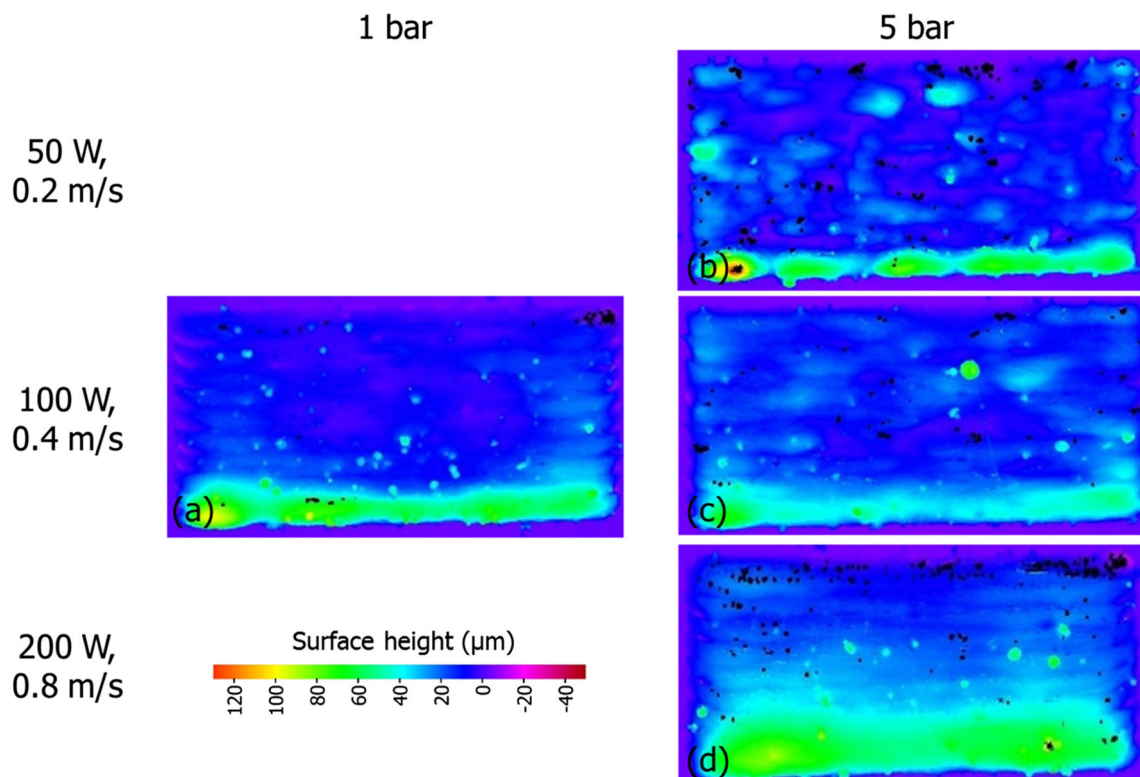 1 bar
5 bar
50 W,
0.2 m/s
(b)
100 W,
0.4 m/s
(a)
(c)
200 W,
0.8 m/s
Surface height (μm)
120
100
80
60
40
20
0
-20
-40
(d)